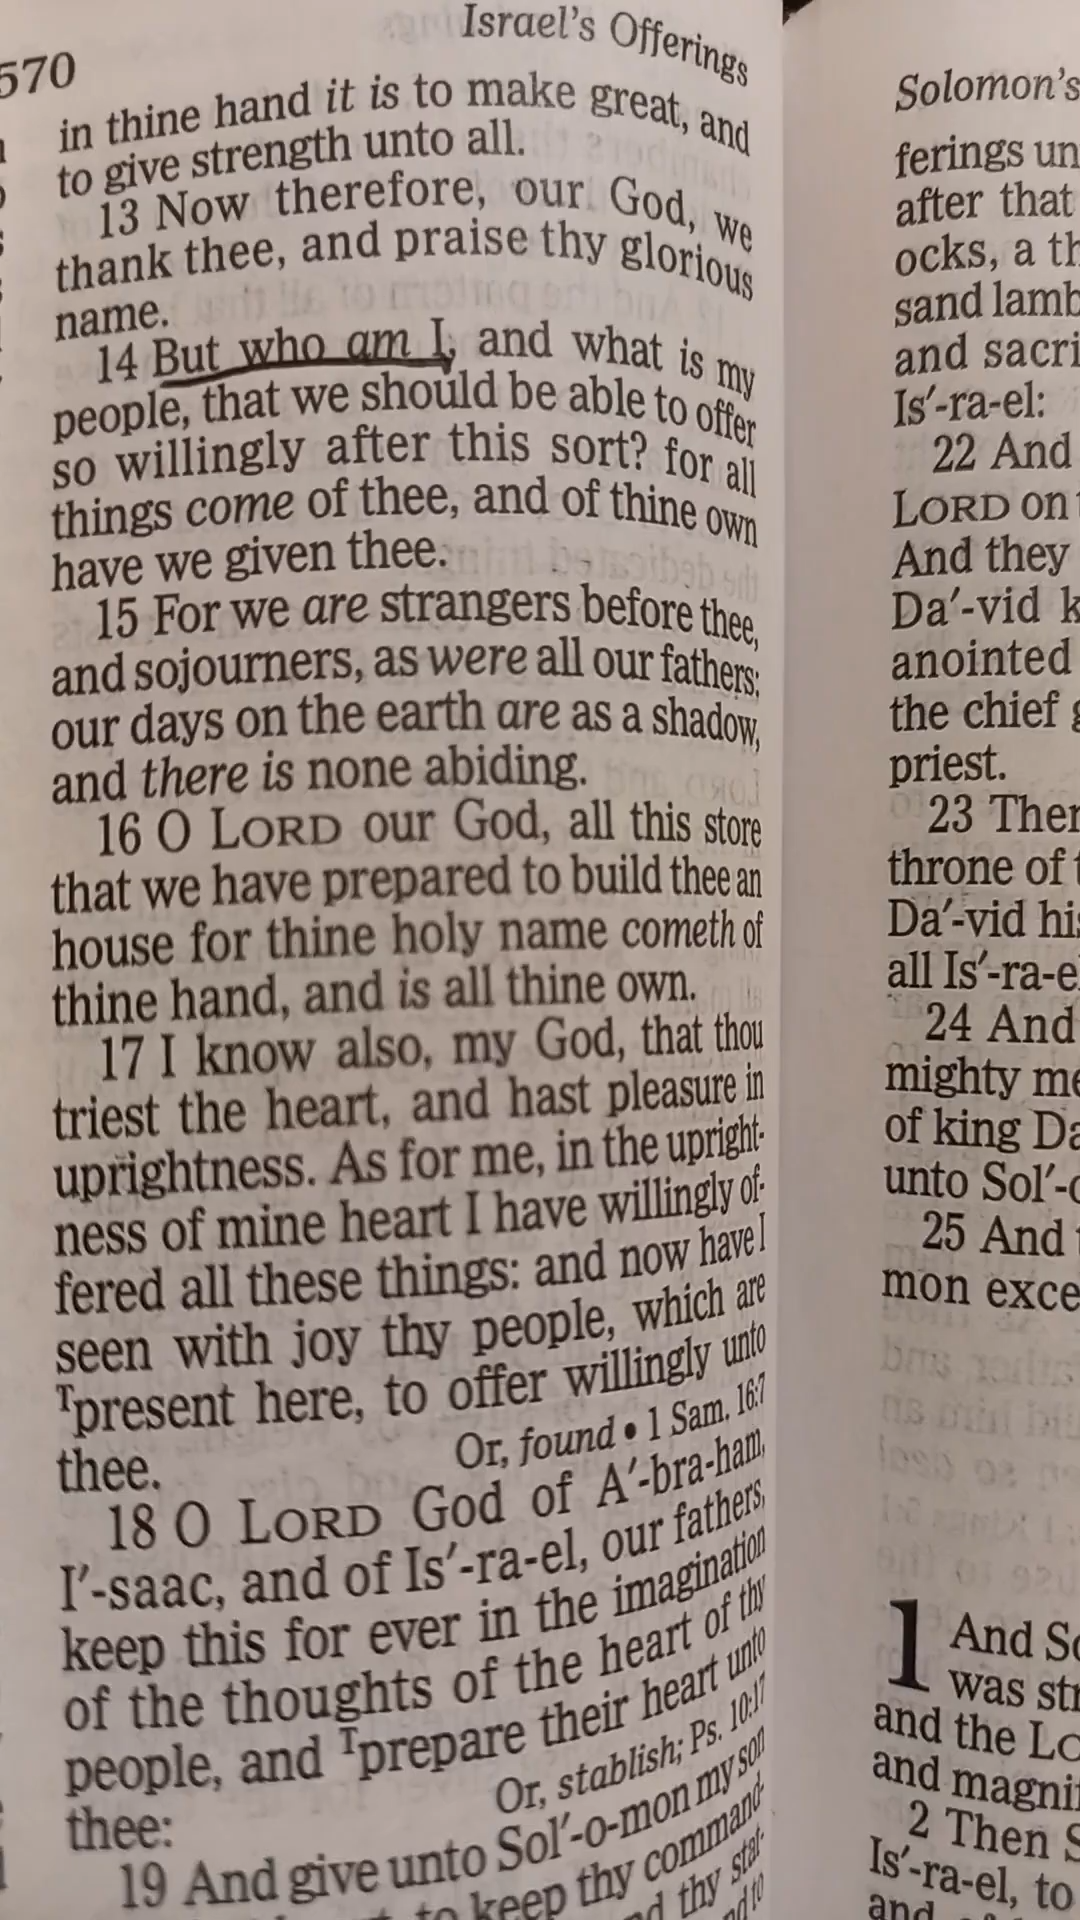 570
Israel's Offerings
in thine hand it is to make great, and
to give strength unto all.
13 Now therefore, our God, we
thank thee, and praise thy glorious
name.
14 But who am I, and what is my
people, that we should be able to offer
so willingly after this sort? for all
things come of thee, and of thine own
have we given thee.
15 For we are strangers before thee,
and sojourners, as were all our fathers:
our days on the earth are as a shadow,
and there is none abiding.
16 O LORD our God, all this store
that we have prepared to build thee an
house for thine holy name cometh of
thine hand, and is all thine own.
17 I know also, my God, that thou
triest the heart, and hast pleasure in
uprightness. As for me, in the upright-
ness of mine heart I have willingly of-
fered all these things: and now have I
seen with joy thy people, which are
ᵀpresent here, to offer willingly unto
thee. Or, found • 1 Sam. 16:7
18 O LORD God of A′-bra-ham,
I′-saac, and of Is′-ra-el, our fathers,
keep this for ever in the imagination
of the thoughts of the heart of thy
people, and ᵀprepare their heart unto
thee: Or, stablish; Ps. 10:17
19 And give unto Sol′-o-mon my son
to keep thy command-
thy stat-
Solomon's
ferings un
after that
ocks, a th
sand lamb
and sacri
Is′-ra-el:
22 And
LORD on
And they
Da′-vid k
anointed
the chief
priest.
23 Then
throne of
Da′-vid his
all Is′-ra-e
24 And
mighty me
of king Da
unto Sol′-o
25 And
mon exce
1 And So
was str
and the Lo
and magni
2 Then S
Is′-ra-el, to
and